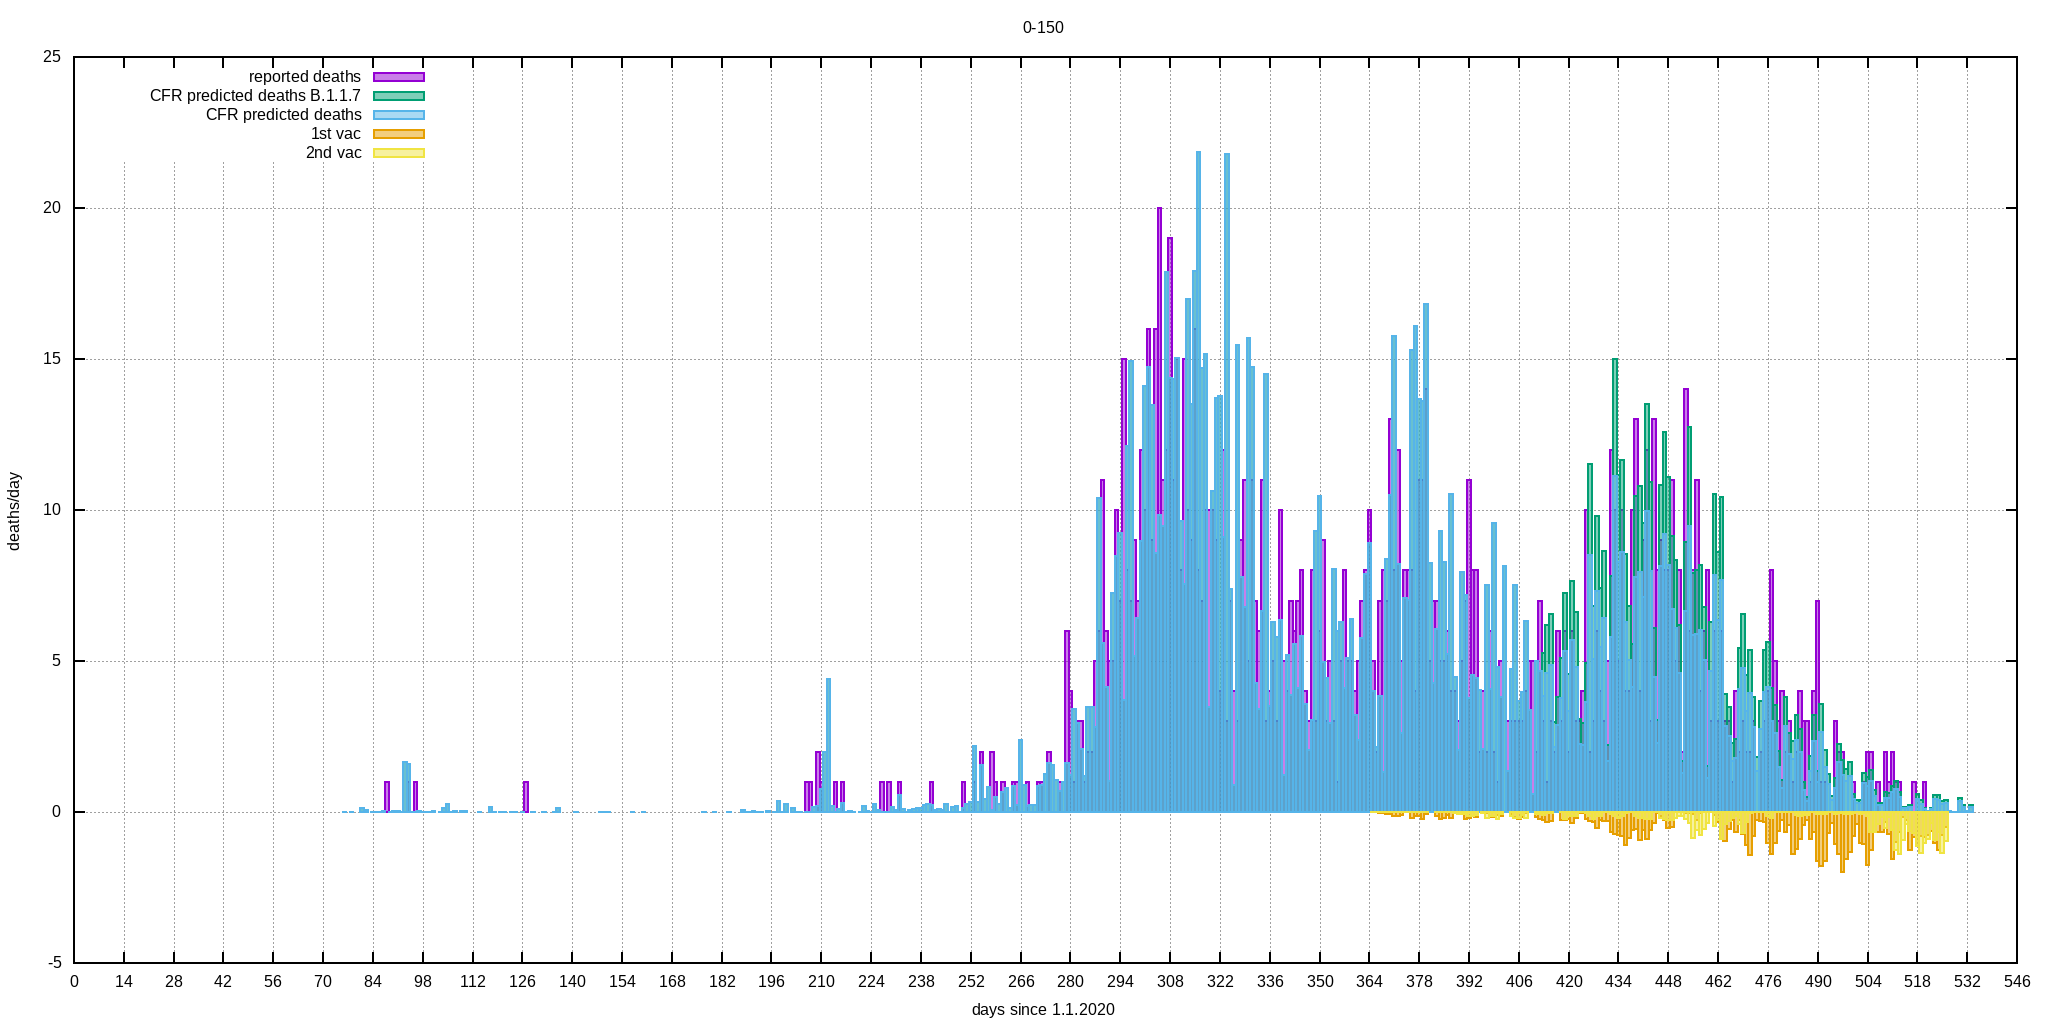 0-150
25
20
15
10
5
0
-5
reported deaths
CFR predicted deaths B.1.1.7
CFR predicted deaths
1st vac
2nd vac
deaths/day
0 14 28 42 56 70 84 98 112 126 140 154 168 182 196 210 224 238 252 266 280 294 308 322 336 350 364 378 392 406 420 434 448 462 476 490 504 518 532 546
days since 1.1.2020